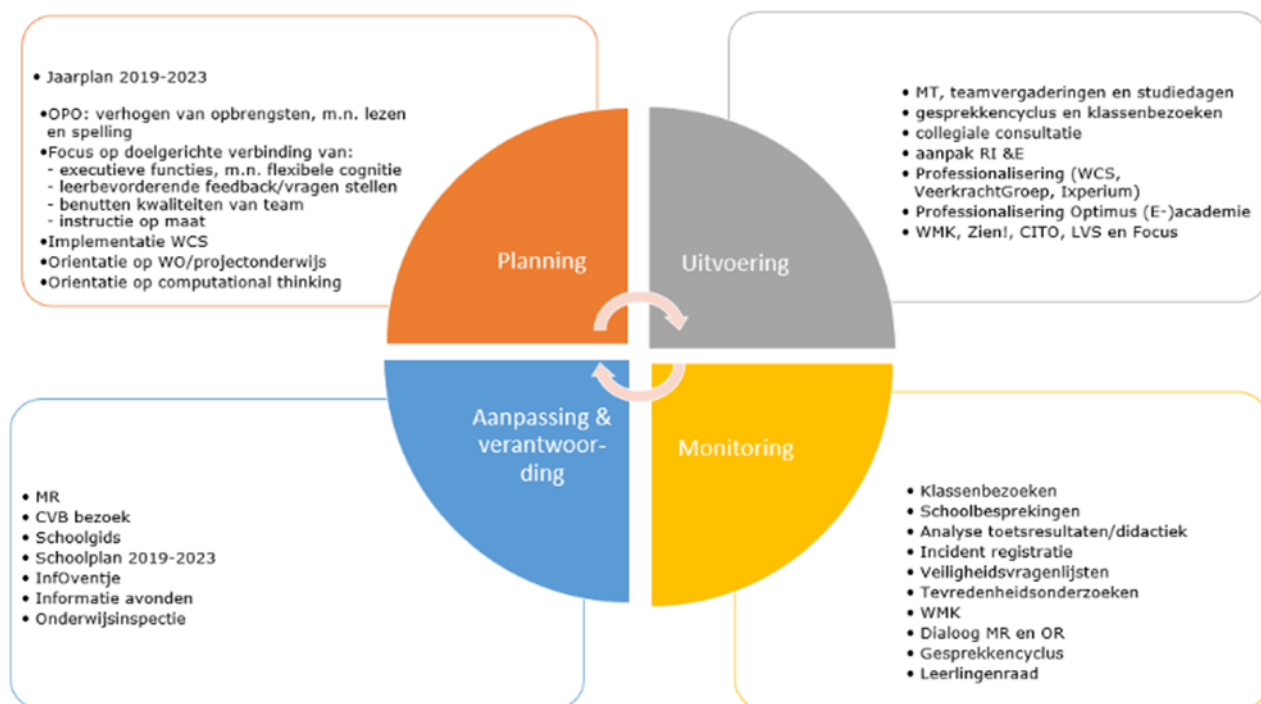 • Jaarplan 2019-2023
•OPO: verhogen van opbrengsten, m.n. lezen
en spelling
•Focus op doelgerichte verbinding van:
- executieve functies, m.n. flexibele cognitie
- leerbevorderende feedback/vragen stellen
- benutten kwaliteiten van team
- instructie op maat
•Implementatie WCS
•Orientatie op WO/projectonderwijs
•Orientatie op computational thinking
Planning
• MT, teamvergaderingen en studiedagen
• gesprekkencyclus en klassenbezoeken
• collegiale consultatie
• aanpak RI &E
• Professionalisering (WCS,
VeerkrachtGroep, Ixperium)
• Professionalisering Optimus (E-)academie
• WMK, Zien!, CITO, LVS en Focus
Uitvoering
Aanpassing &
verantwoor-
ding
• MR
• CVB bezoek
• Schoolgids
• Schoolplan 2019-2023
• InfOventje
• Informatie avonden
• Onderwijsinspectie
Monitoring
• Klassenbezoeken
• Schoolbesprekingen
• Analyse toetsresultaten/didactiek
• Incident registratie
• Veiligheidsvragenlijsten
• Tevredenheidsonderzoeken
• WMK
• Dialoog MR en OR
• Gesprekkencyclus
• Leerlingenraad